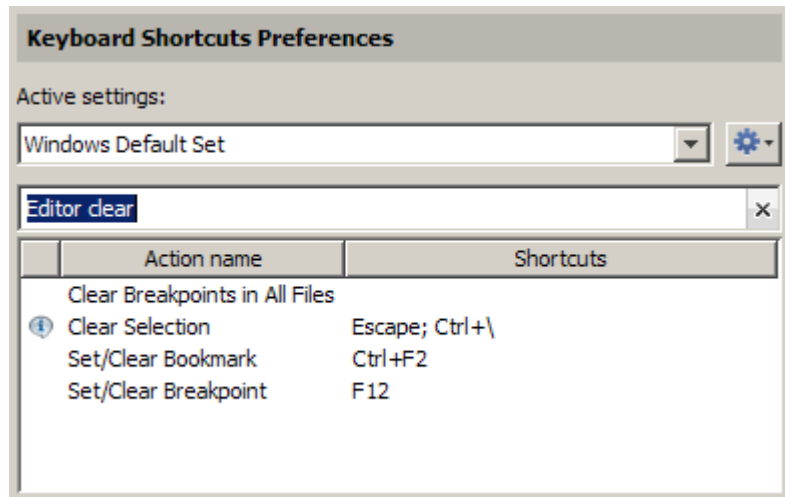 Keyboard Shortcuts Preferences
Active settings:
Windows Default Set
Editor clear
Action name Shortcuts
Clear Breakpoints in All Files
Clear Selection Escape; Ctrl+\
Set/Clear Bookmark Ctrl+F2
Set/Clear Breakpoint F12